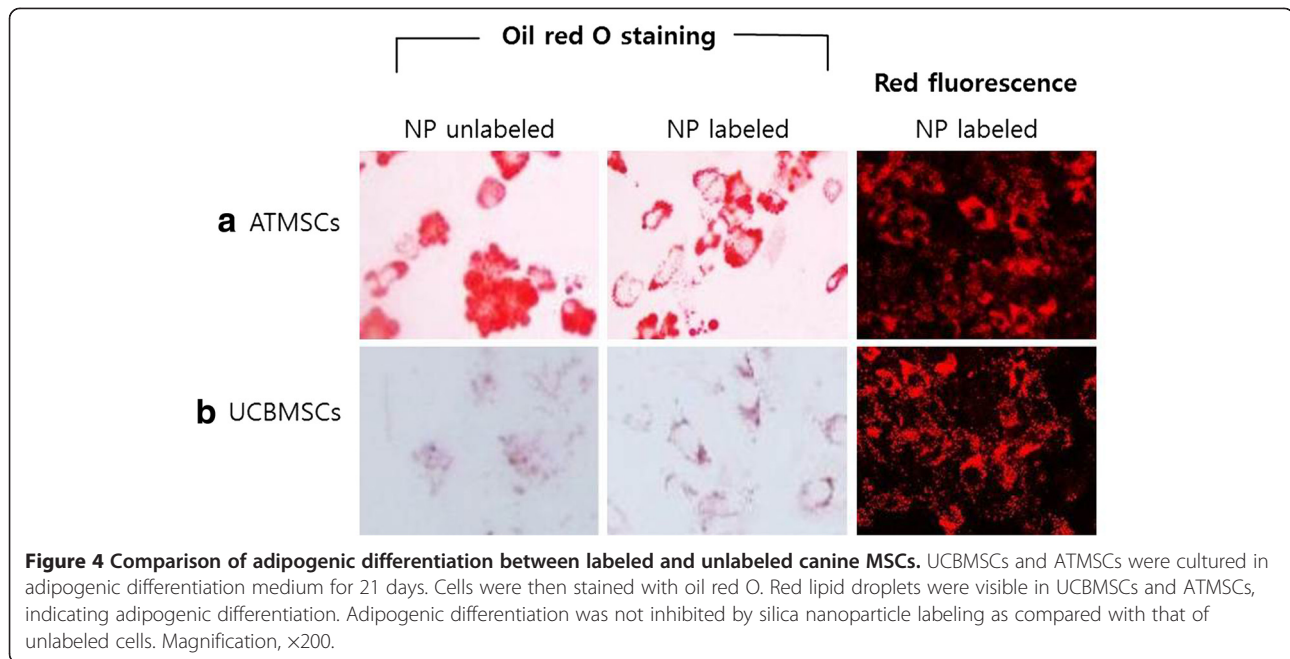 Oil red O staining
Red fluorescence
NP unlabeled NP labeled NP labeled
a ATMSCs
b UCBMSCs
Figure 4 Comparison of adipogenic differentiation between labeled and unlabeled canine MSCs. UCBMSCs and ATMSCs were cultured in
adipogenic differentiation medium for 21 days. Cells were then stained with oil red O. Red lipid droplets were visible in UCBMSCs and ATMSCs,
indicating adipogenic differentiation. Adipogenic differentiation was not inhibited by silica nanoparticle labeling as compared with that of
unlabeled cells. Magnification, ×200.